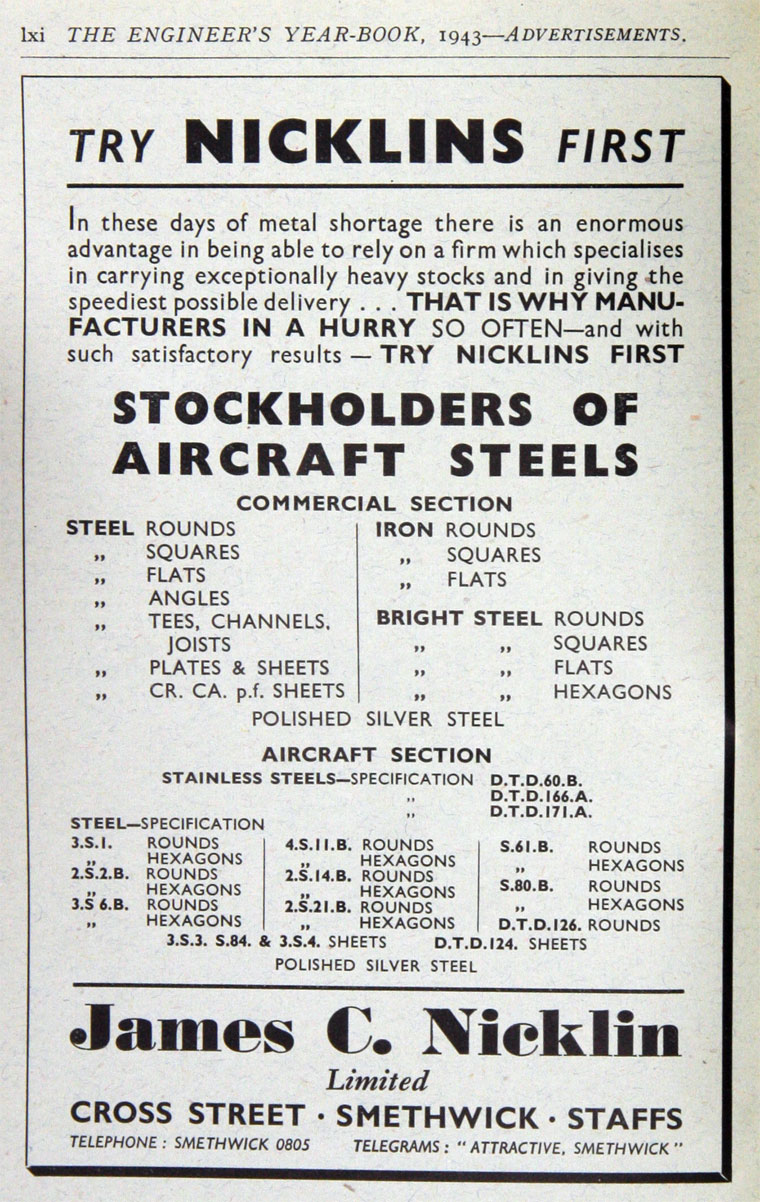 lxi THE ENGINEER'S YEAR-BOOK, 1943—ADVERTISEMENTS.
TRY NICKLINS FIRST
In these days of metal shortage there is an enormous
advantage in being able to rely on a firm which specialises
in carrying exceptionally heavy stocks and in giving the
speediest possible delivery . . . THAT IS WHY MANU-
FACTURERS IN A HURRY SO OFTEN—and with
such satisfactory results — TRY NICKLINS FIRST
STOCKHOLDERS OF
AIRCRAFT STEELS
COMMERCIAL SECTION
STEEL ROUNDS
„ SQUARES
„ FLATS
„ ANGLES
„ TEES, CHANNELS,
JOISTS
„ PLATES & SHEETS
„ CR. CA. p.f. SHEETS
IRON ROUNDS
„ SQUARES
„ FLATS
BRIGHT STEEL ROUNDS
„ „ SQUARES
„ „ FLATS
„ „ HEXAGONS
POLISHED SILVER STEEL
AIRCRAFT SECTION
STAINLESS STEELS—SPECIFICATION D.T.D.60.B.
„ D.T.D.166.A.
„ D.T.D.171.A.
STEEL—SPECIFICATION
3.S.1. ROUNDS
„ HEXAGONS
2.S.2.B. ROUNDS
„ HEXAGONS
3.S 6.B. ROUNDS
„ HEXAGONS
4.S.11.B. ROUNDS
„ HEXAGONS
2.S.14.B. ROUNDS
„ HEXAGONS
2.S.21.B. ROUNDS
„ HEXAGONS
S.61.B. ROUNDS
„ HEXAGONS
S.80.B. ROUNDS
„ HEXAGONS
D.T.D.126. ROUNDS
3.S.3. S.84. & 3.S.4. SHEETS D.T.D.124. SHEETS
POLISHED SILVER STEEL
James C. Nicklin
Limited
CROSS STREET · SMETHWICK · STAFFS
TELEPHONE : SMETHWICK 0805 TELEGRAMS : "ATTRACTIVE, SMETHWICK"